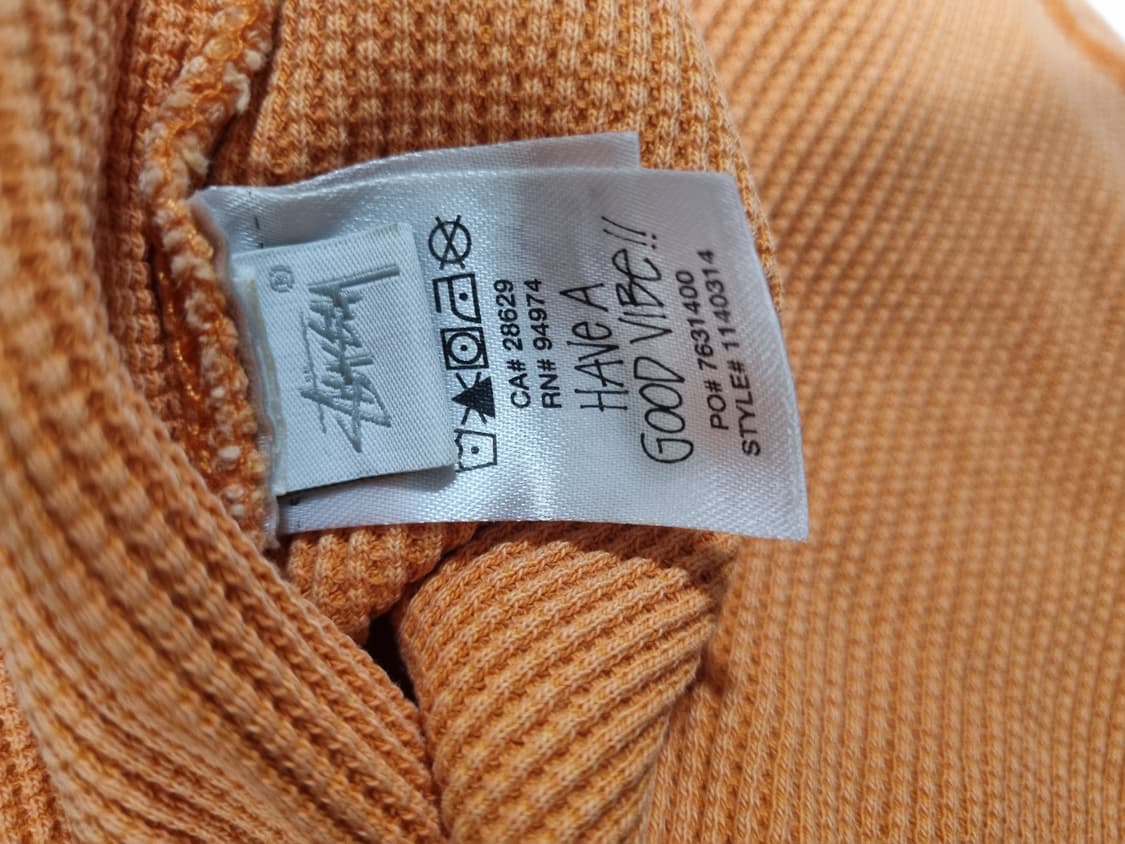 Stüssy
®
CA# 28629
RN# 94974
HAVE A
GOOD VIBE!!
PO# 7631400
STYLE# 1140314